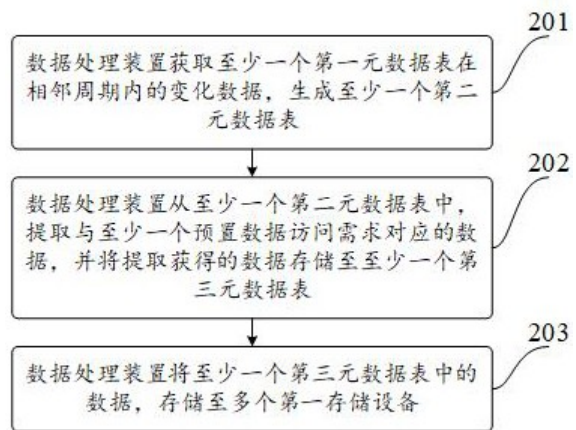 201
数据处理装置获取至少一个第一元数据表在
相邻周期内的变化数据，生成至少一个第二
元数据表
202
数据处理装置从至少一个第二元数据表中，
提取与至少一个预置数据访问需求对应的数
据，并将提取获得的数据存储至至少一个第
三元数据表
203
数据处理装置将至少一个第三元数据表中的
数据，存储至多个第一存储设备